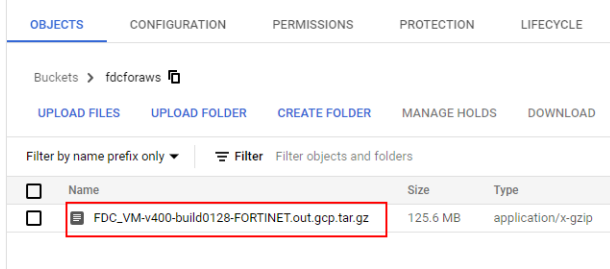 OBJECTS CONFIGURATION PERMISSIONS PROTECTION LIFECYCLE
Buckets > fdcforaws
UPLOAD FILES UPLOAD FOLDER CREATE FOLDER MANAGE HOLDS DOWNLOAD
Filter by name prefix only Filter Filter objects and folders
Name Size Type
FDC_VM-v400-build0128-FORTINET.out.gcp.tar.gz 125.6 MB application/x-gzip